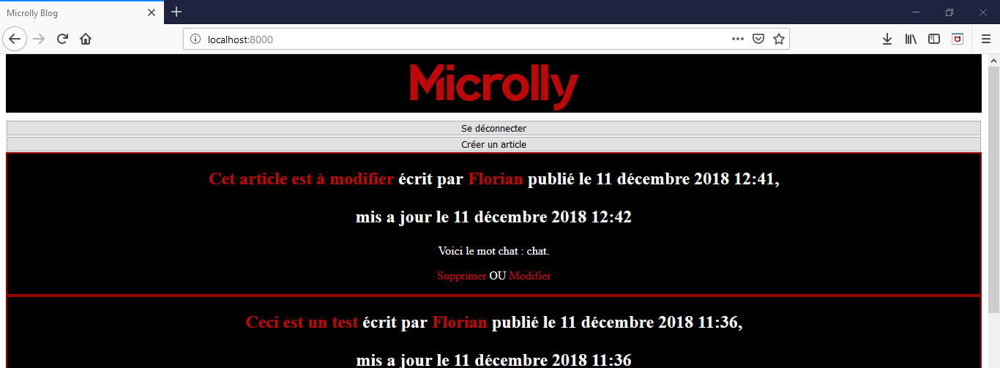 Microlly Blog
localhost:8000
Microlly
Se déconnecter
Créer un article
Cet article est à modifier écrit par Florian publié le 11 décembre 2018 12:41,
mis a jour le 11 décembre 2018 12:42
Voici le mot chat : chat.
Supprimer OU Modifier
Ceci est un test écrit par Florian publié le 11 décembre 2018 11:36,
mis a jour le 11 décembre 2018 11:36